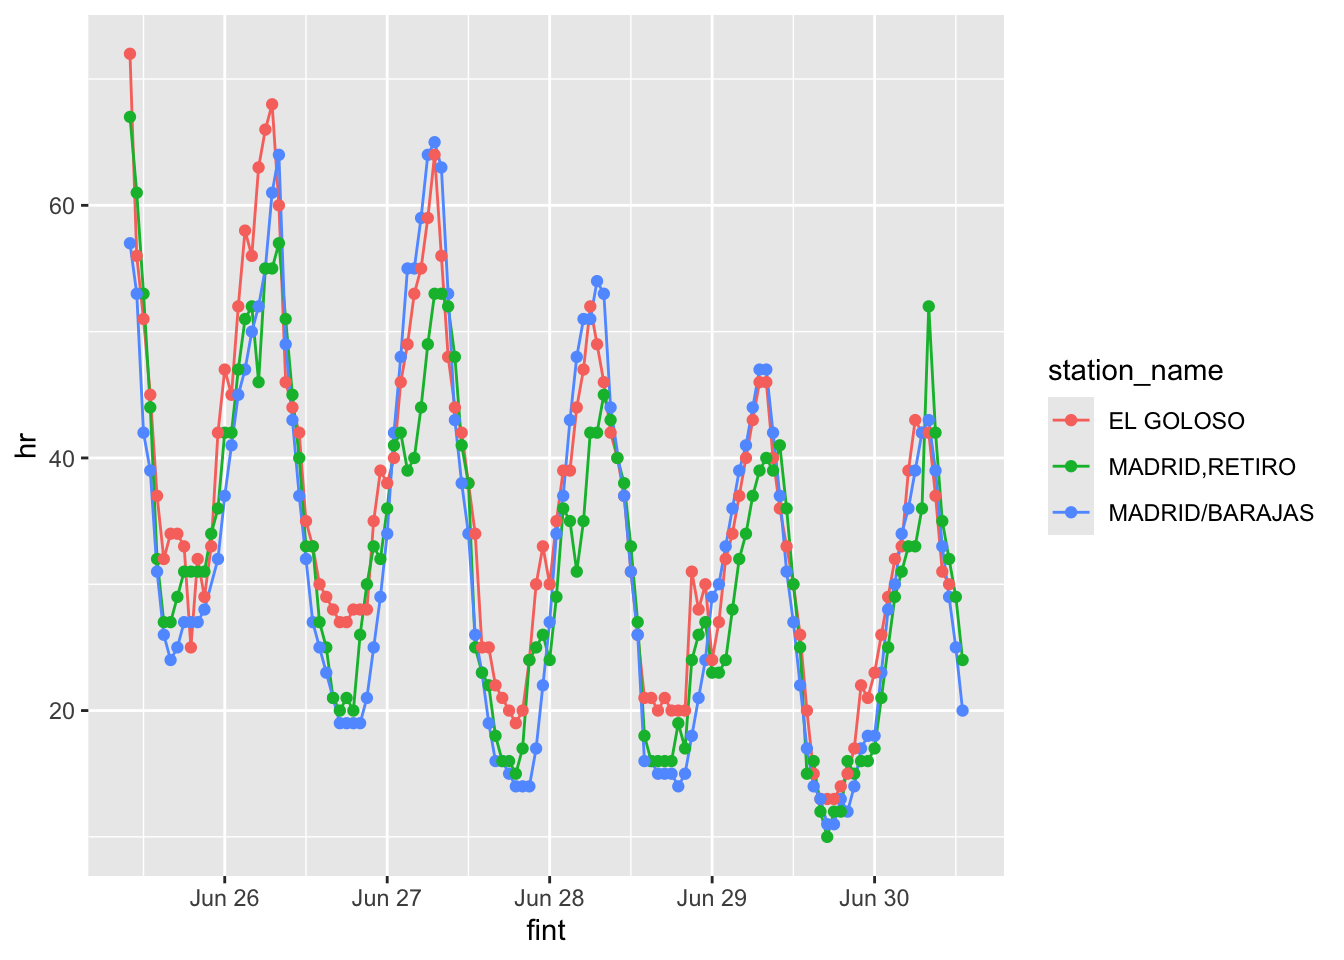 hr
60
40
20
Jun 26
Jun 27
Jun 28
Jun 29
Jun 30
fint
station_name
EL GOLOSO
MADRID,RETIRO
MADRID/BARAJAS